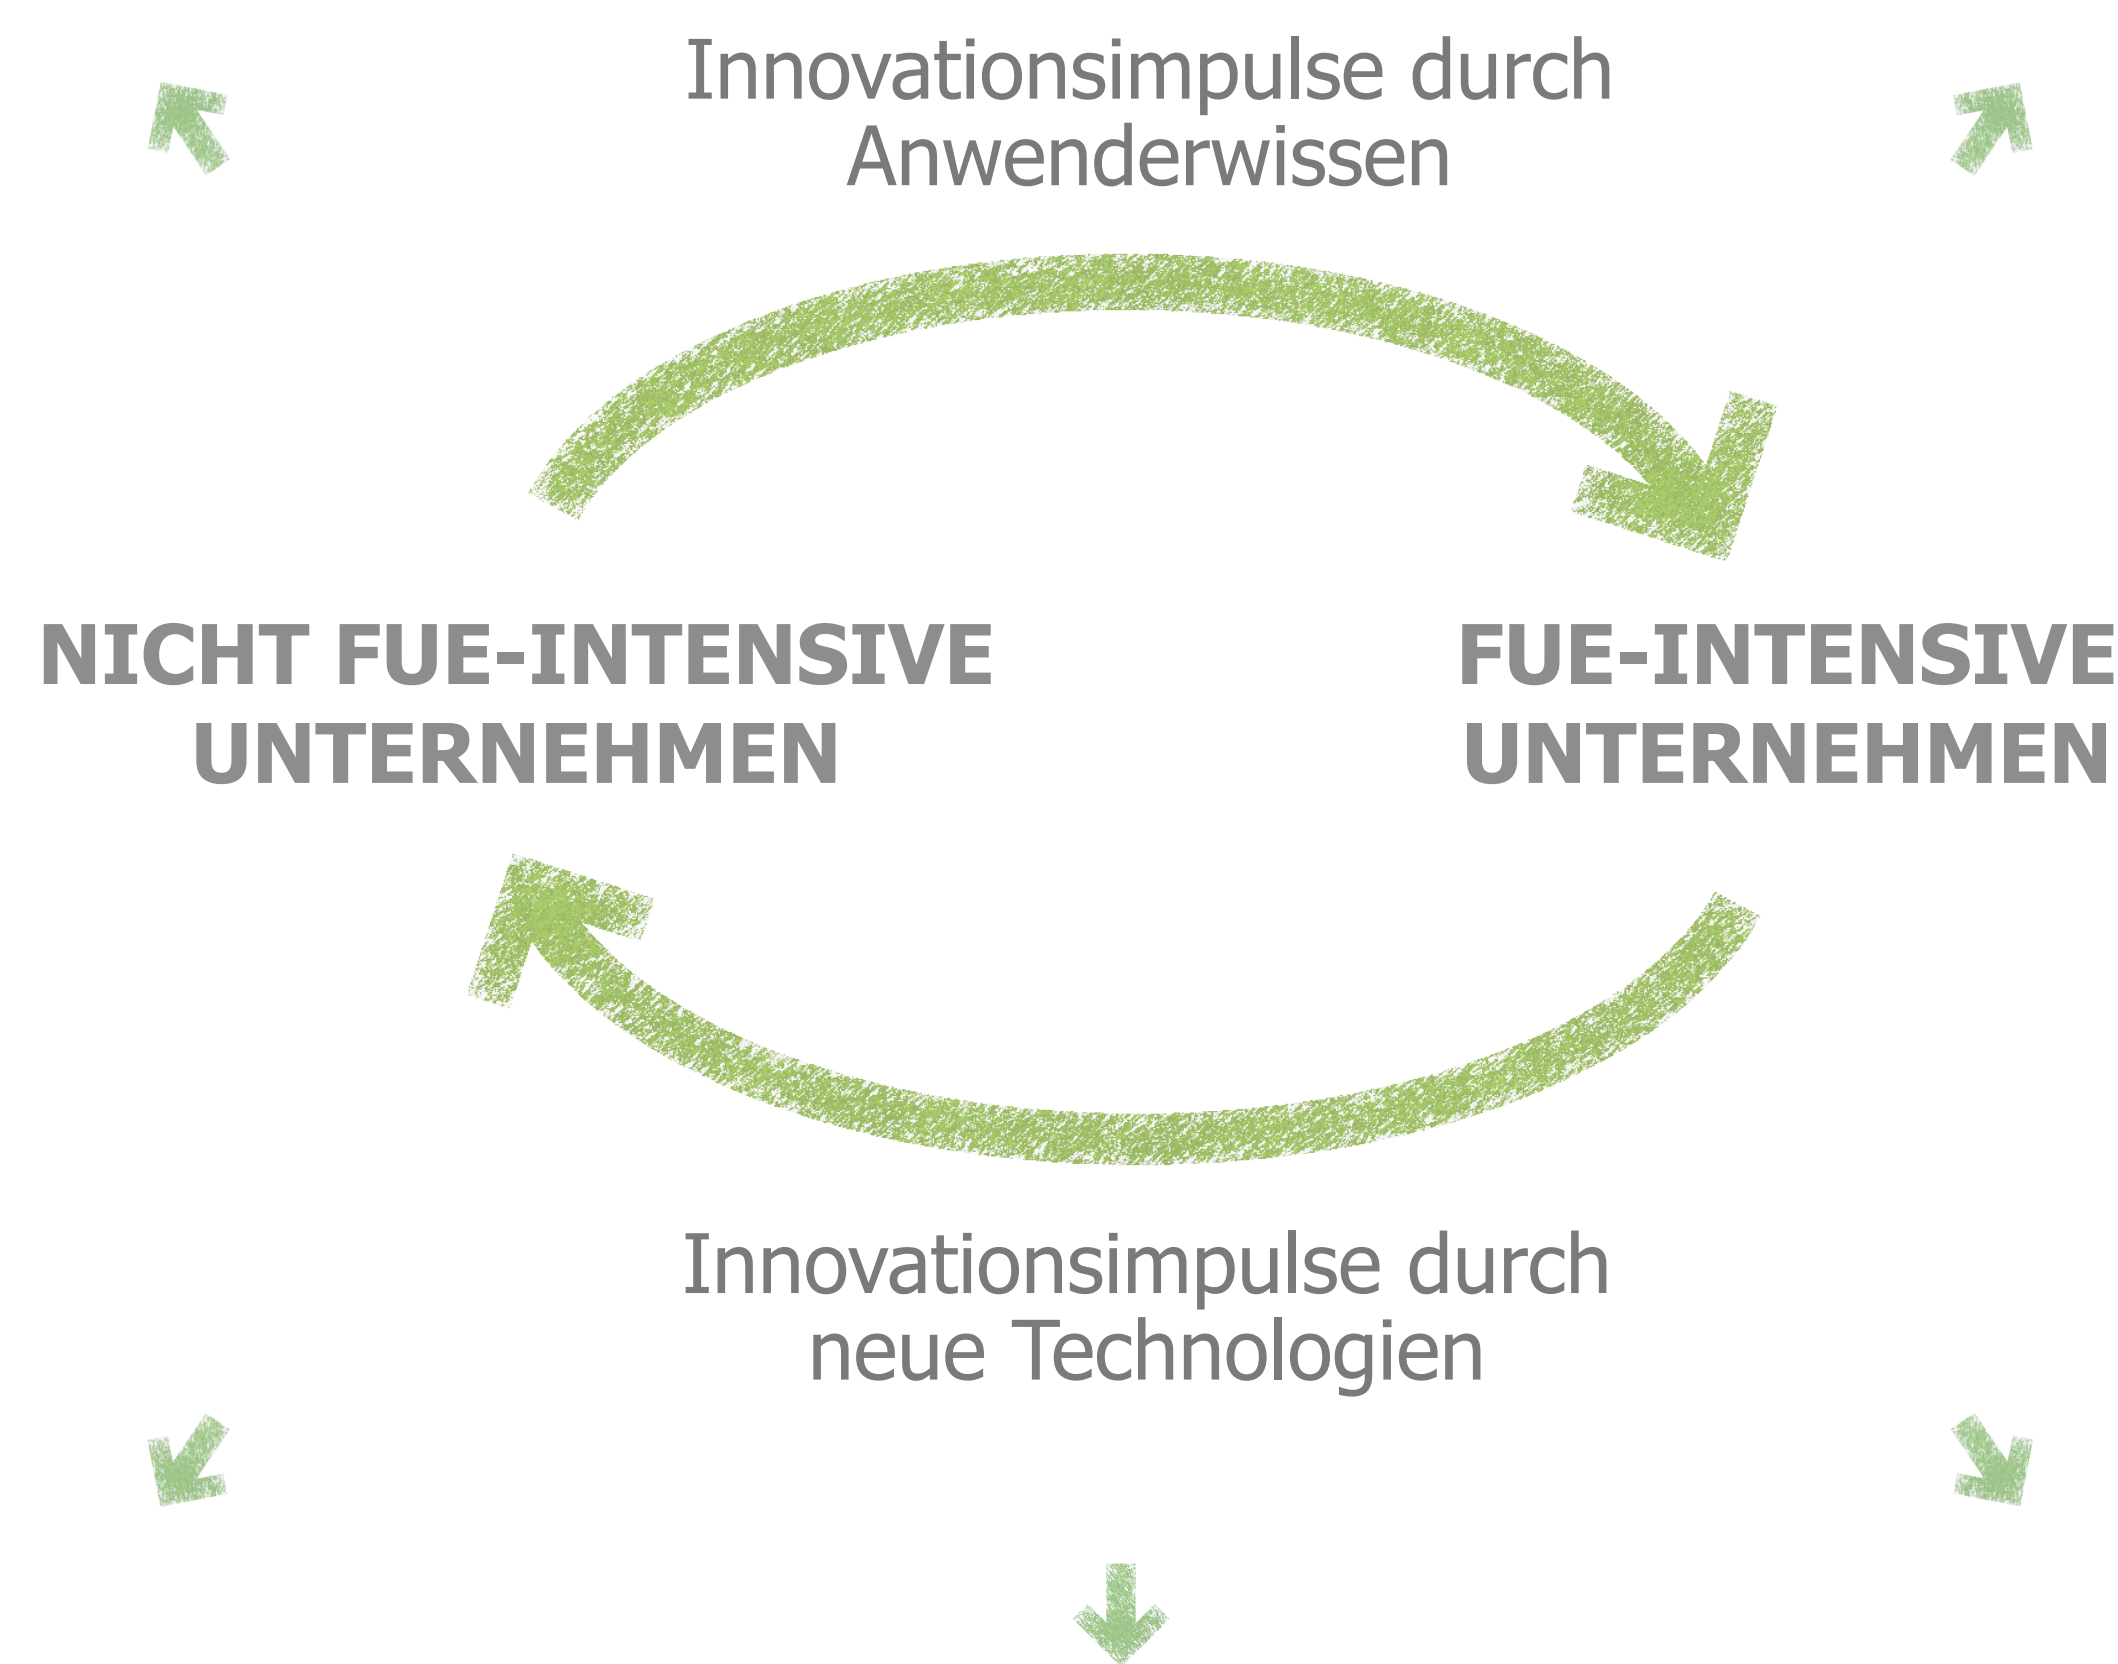 Innovationsimpulse durch
Anwenderwissen
NICHT FUE-INTENSIVE
UNTERNEHMEN
FUE-INTENSIVE
UNTERNEHMEN
Innovationsimpulse durch
neue Technologien